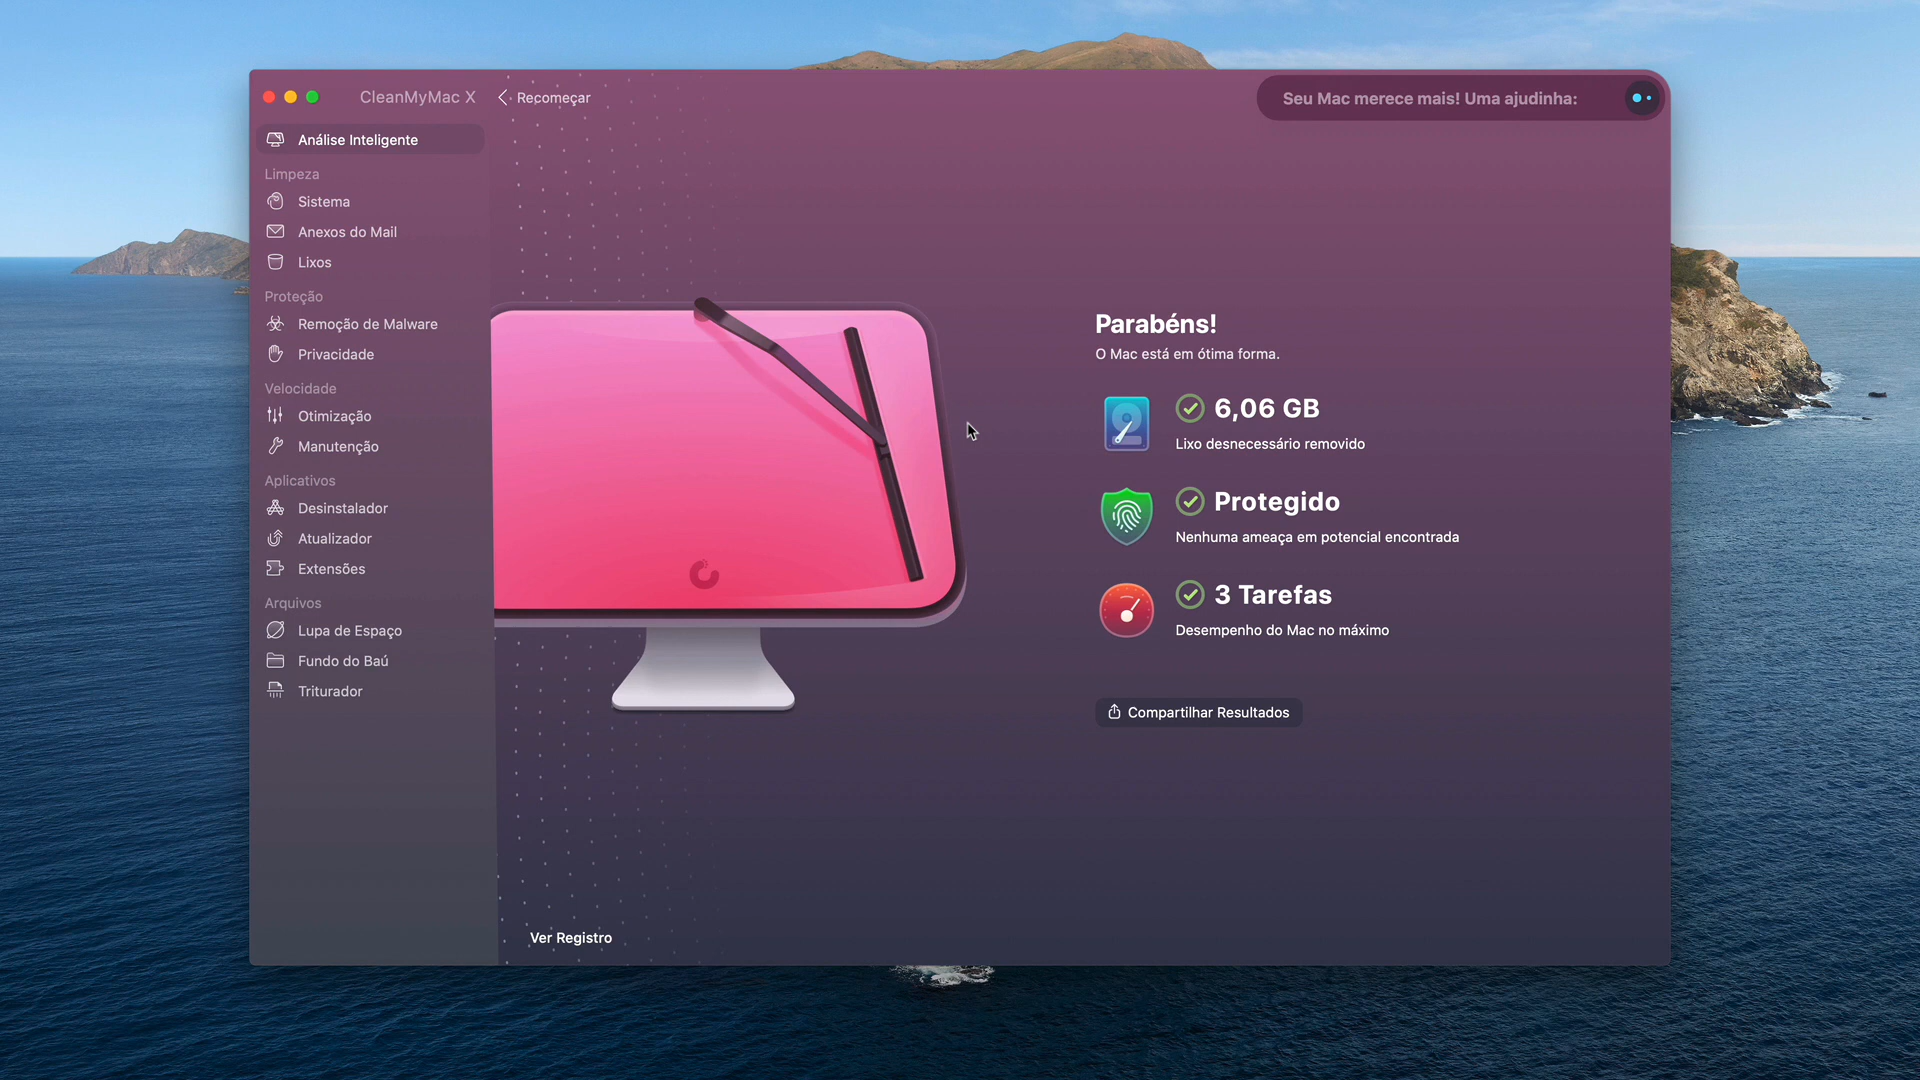 CleanMyMac X
Recomeçar
Seu Mac merece mais! Uma ajudinha:
Análise Inteligente
Limpeza
Sistema
Anexos do Mail
Lixos
Proteção
Remoção de Malware
Privacidade
Velocidade
Otimização
Manutenção
Aplicativos
Desinstalador
Atualizador
Extensões
Arquivos
Lupa de Espaço
Fundo do Baú
Triturador
Parabéns!
O Mac está em ótima forma.
6,06 GB
Lixo desnecessário removido
Protegido
Nenhuma ameaça em potencial encontrada
3 Tarefas
Desempenho do Mac no máximo
Compartilhar Resultados
Ver Registro